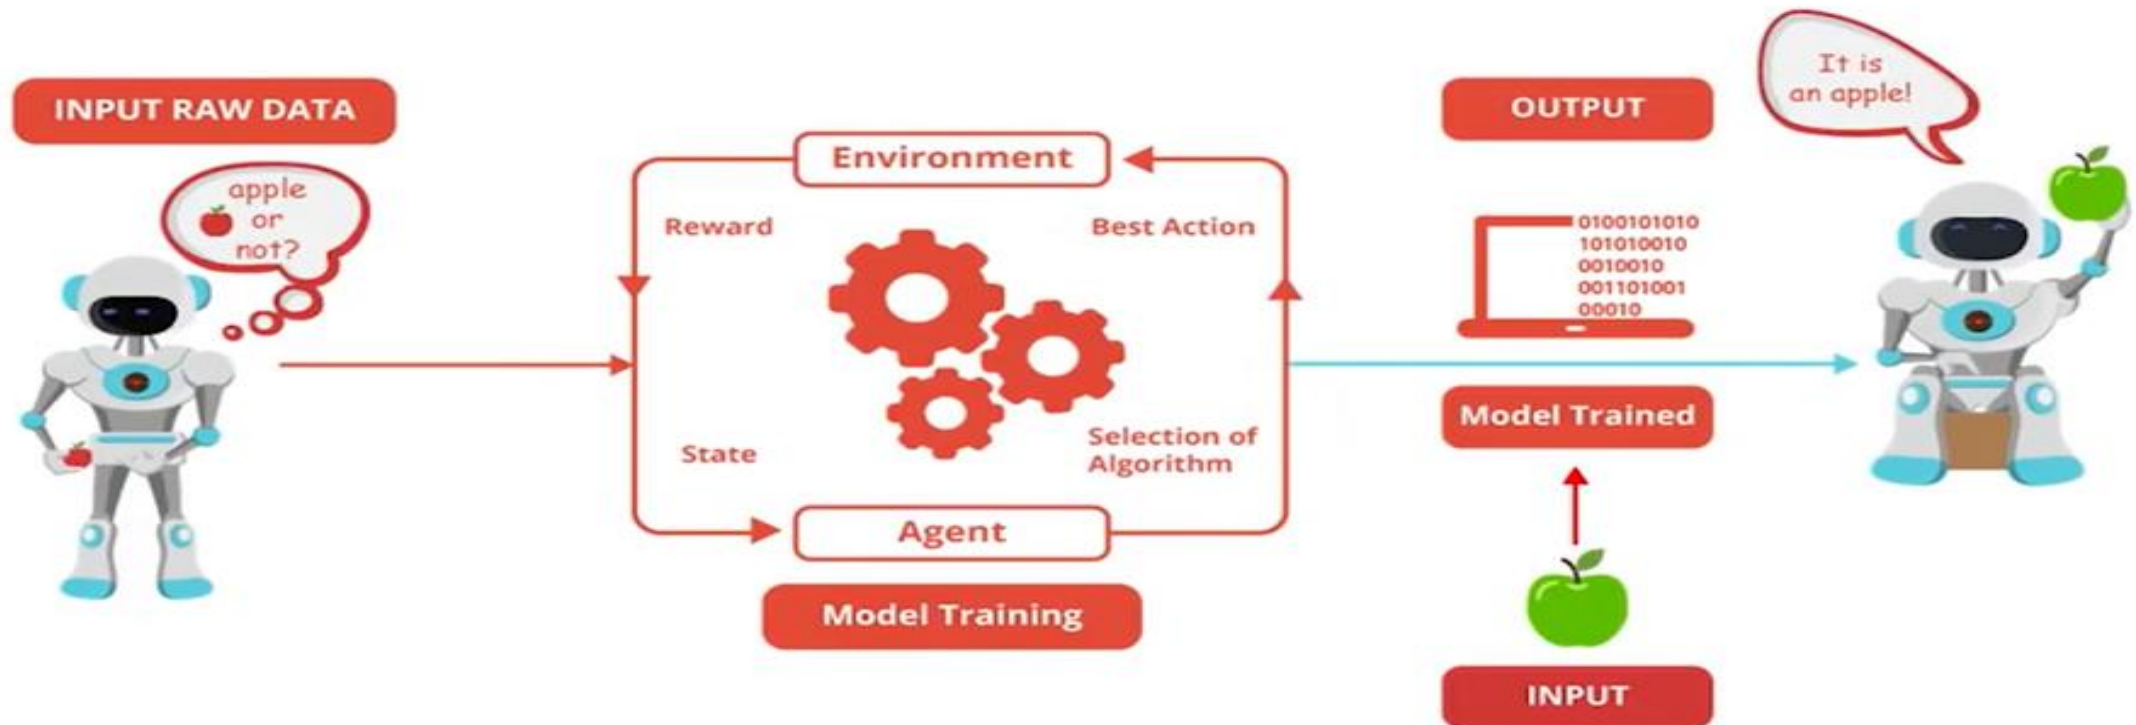 INPUT RAW DATA
apple
or
not?
Environment
Reward
Best Action
State
Selection of
Algorithm
Agent
Model Training
OUTPUT
0100101010
101010010
0010010
001101001
00010
Model Trained
INPUT
It is
an apple!